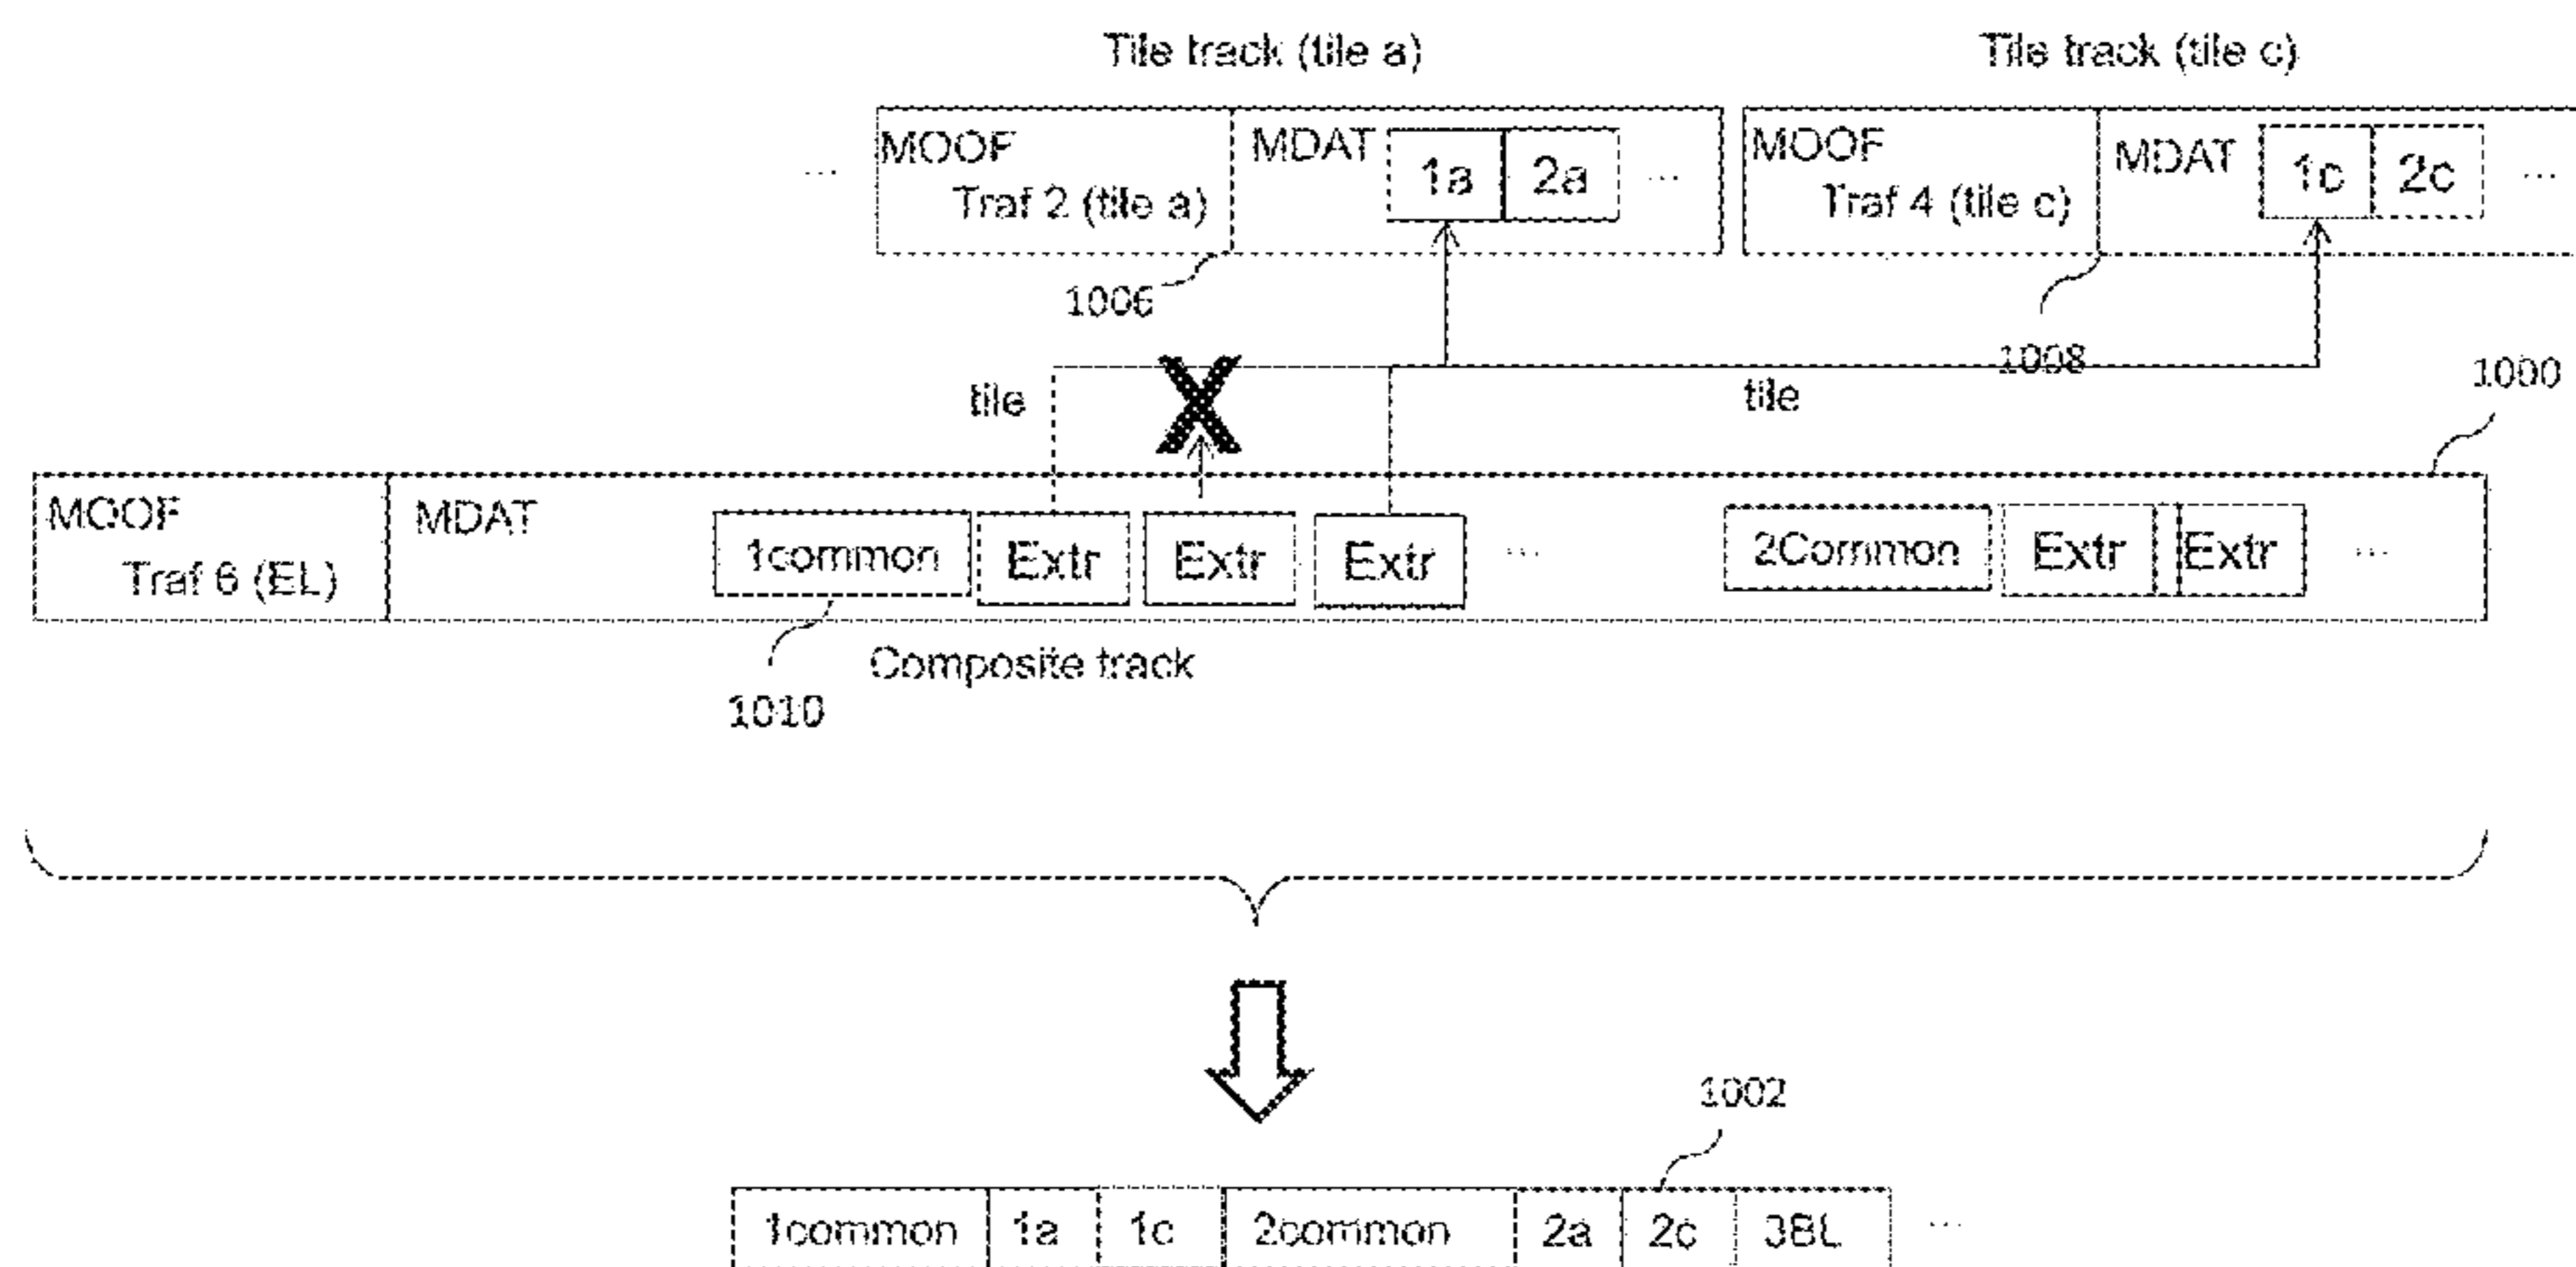 Tile track (tile a) Tile track (tile c)
MOOF MDAT 1a 2a ... MOOF MDAT 1c 2c ...
... Traf 2 (tile a) Traf 4 (tile c)
1006
1008
1000
tile X tile
MOOF MDAT 1common Extr Extr Extr ... 2Common Extr Extr ...
Traf 6 (EL)
Composite track
1010
1002
1common 1a 1c 2common 2a 2c 3BL ...